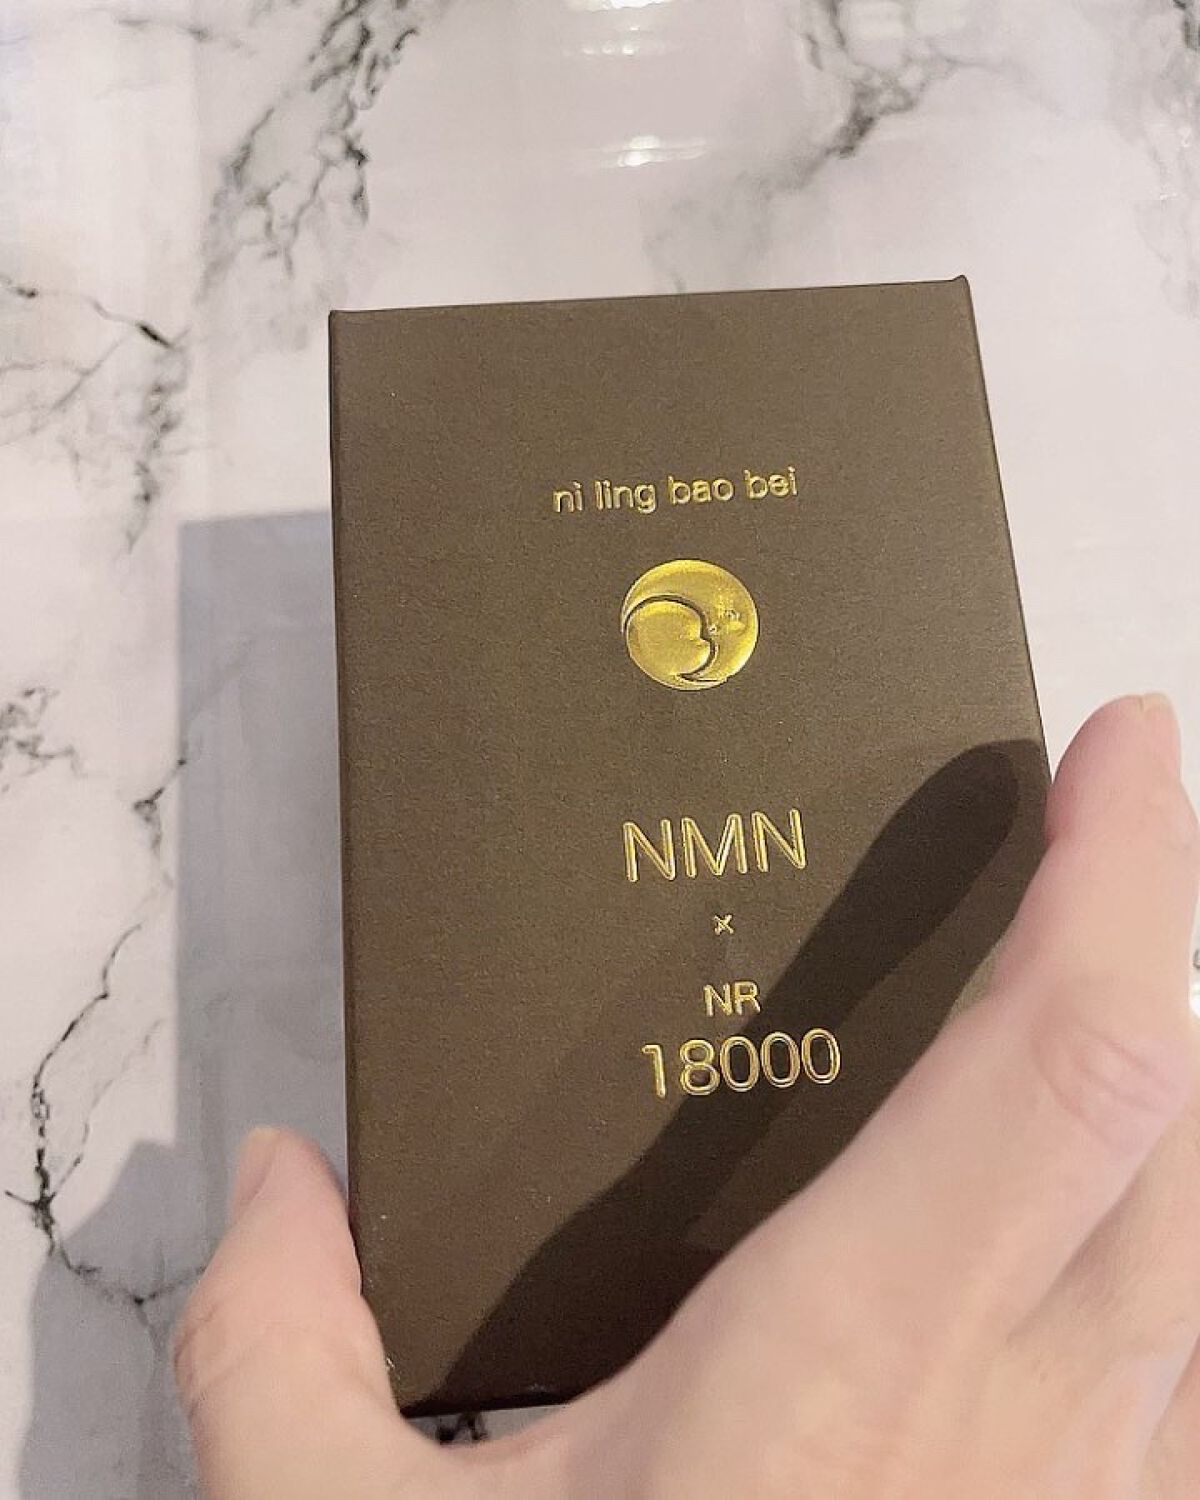 ni ling bao bei
NMN
×
NR
18000